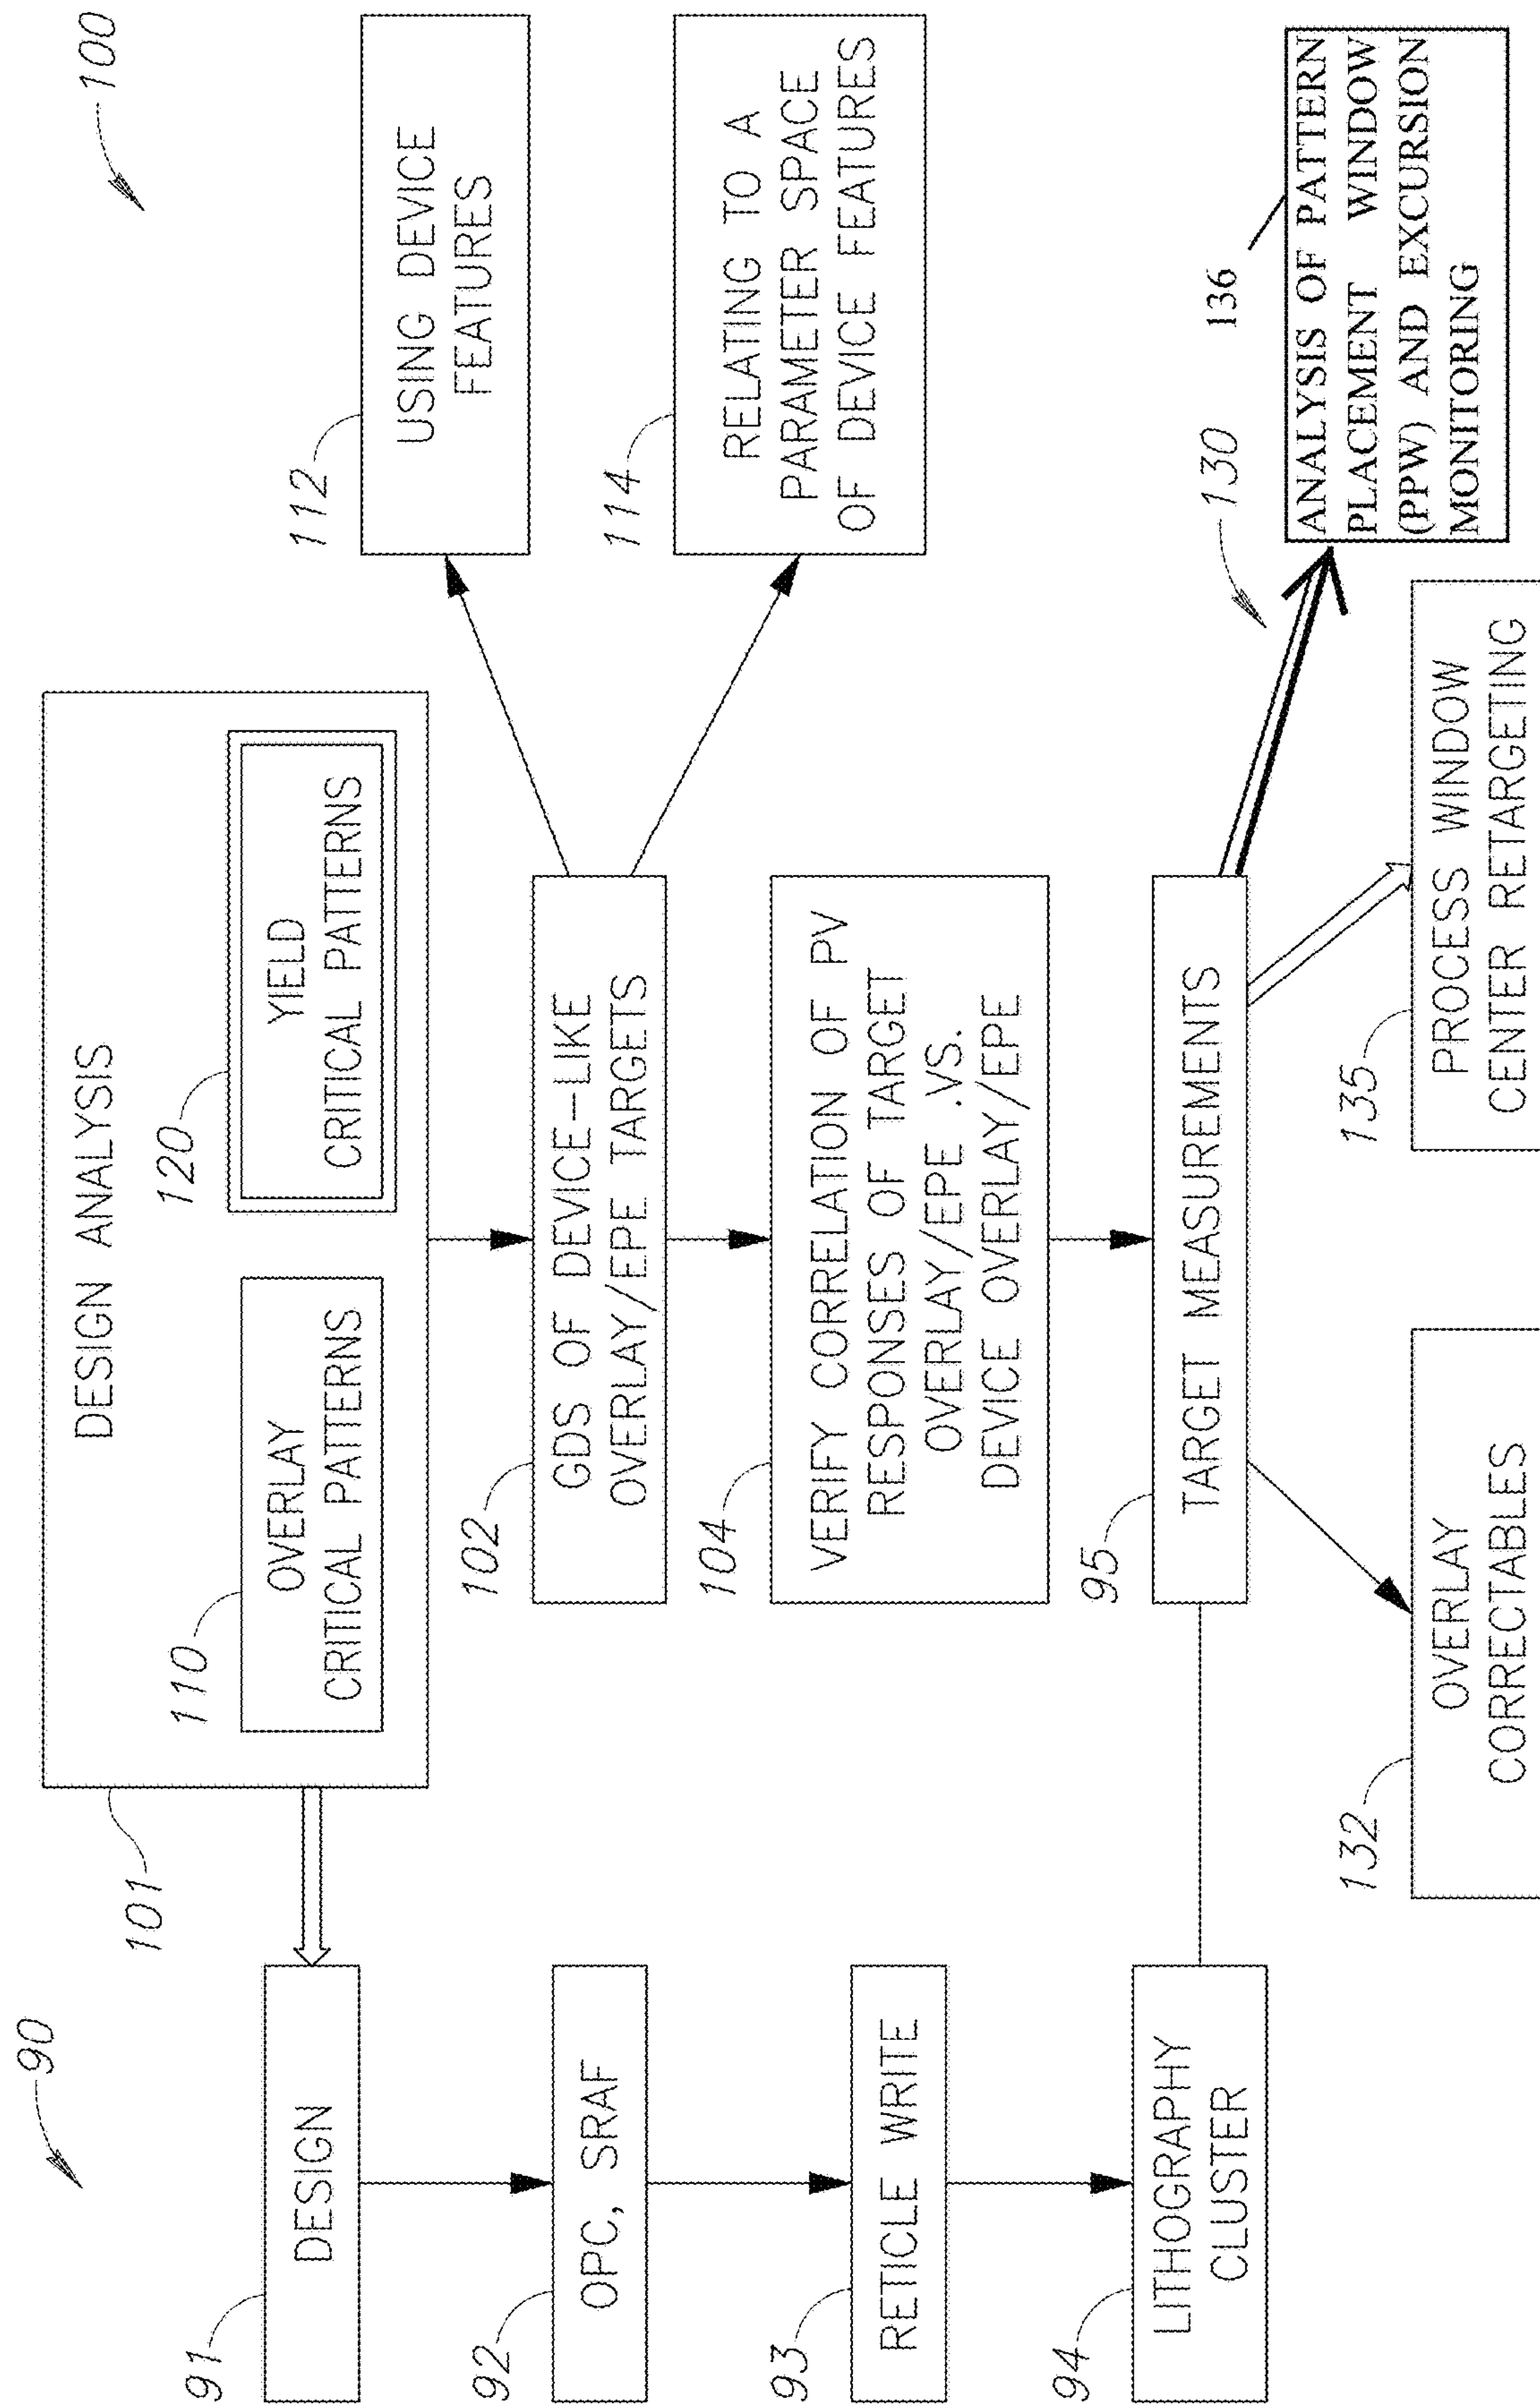 90
100
101
DESIGN ANALYSIS
110
OVERLAY
CRITICAL PATTERNS
120
YIELD
CRITICAL PATTERNS
91
DESIGN
92
OPC, SRAF
93
RETICLE WRITE
94
LITHOGRAPHY
CLUSTER
102
GDS OF DEVICE-LIKE
OVERLAY/EPE TARGETS
112
USING DEVICE
FEATURES
114
RELATING TO A
PARAMETER SPACE
OF DEVICE FEATURES
104
VERIFY CORRELATION OF PV
RESPONSES OF TARGET
OVERLAY/EPE .VS.
DEVICE OVERLAY/EPE
95
TARGET MEASUREMENTS
130
132
OVERLAY
CORRECTABLES
135
PROCESS WINDOW
CENTER RETARGETING
136
ANALYSIS OF PATTERN
PLACEMENT WINDOW
(PPW) AND EXCURSION
MONITORING